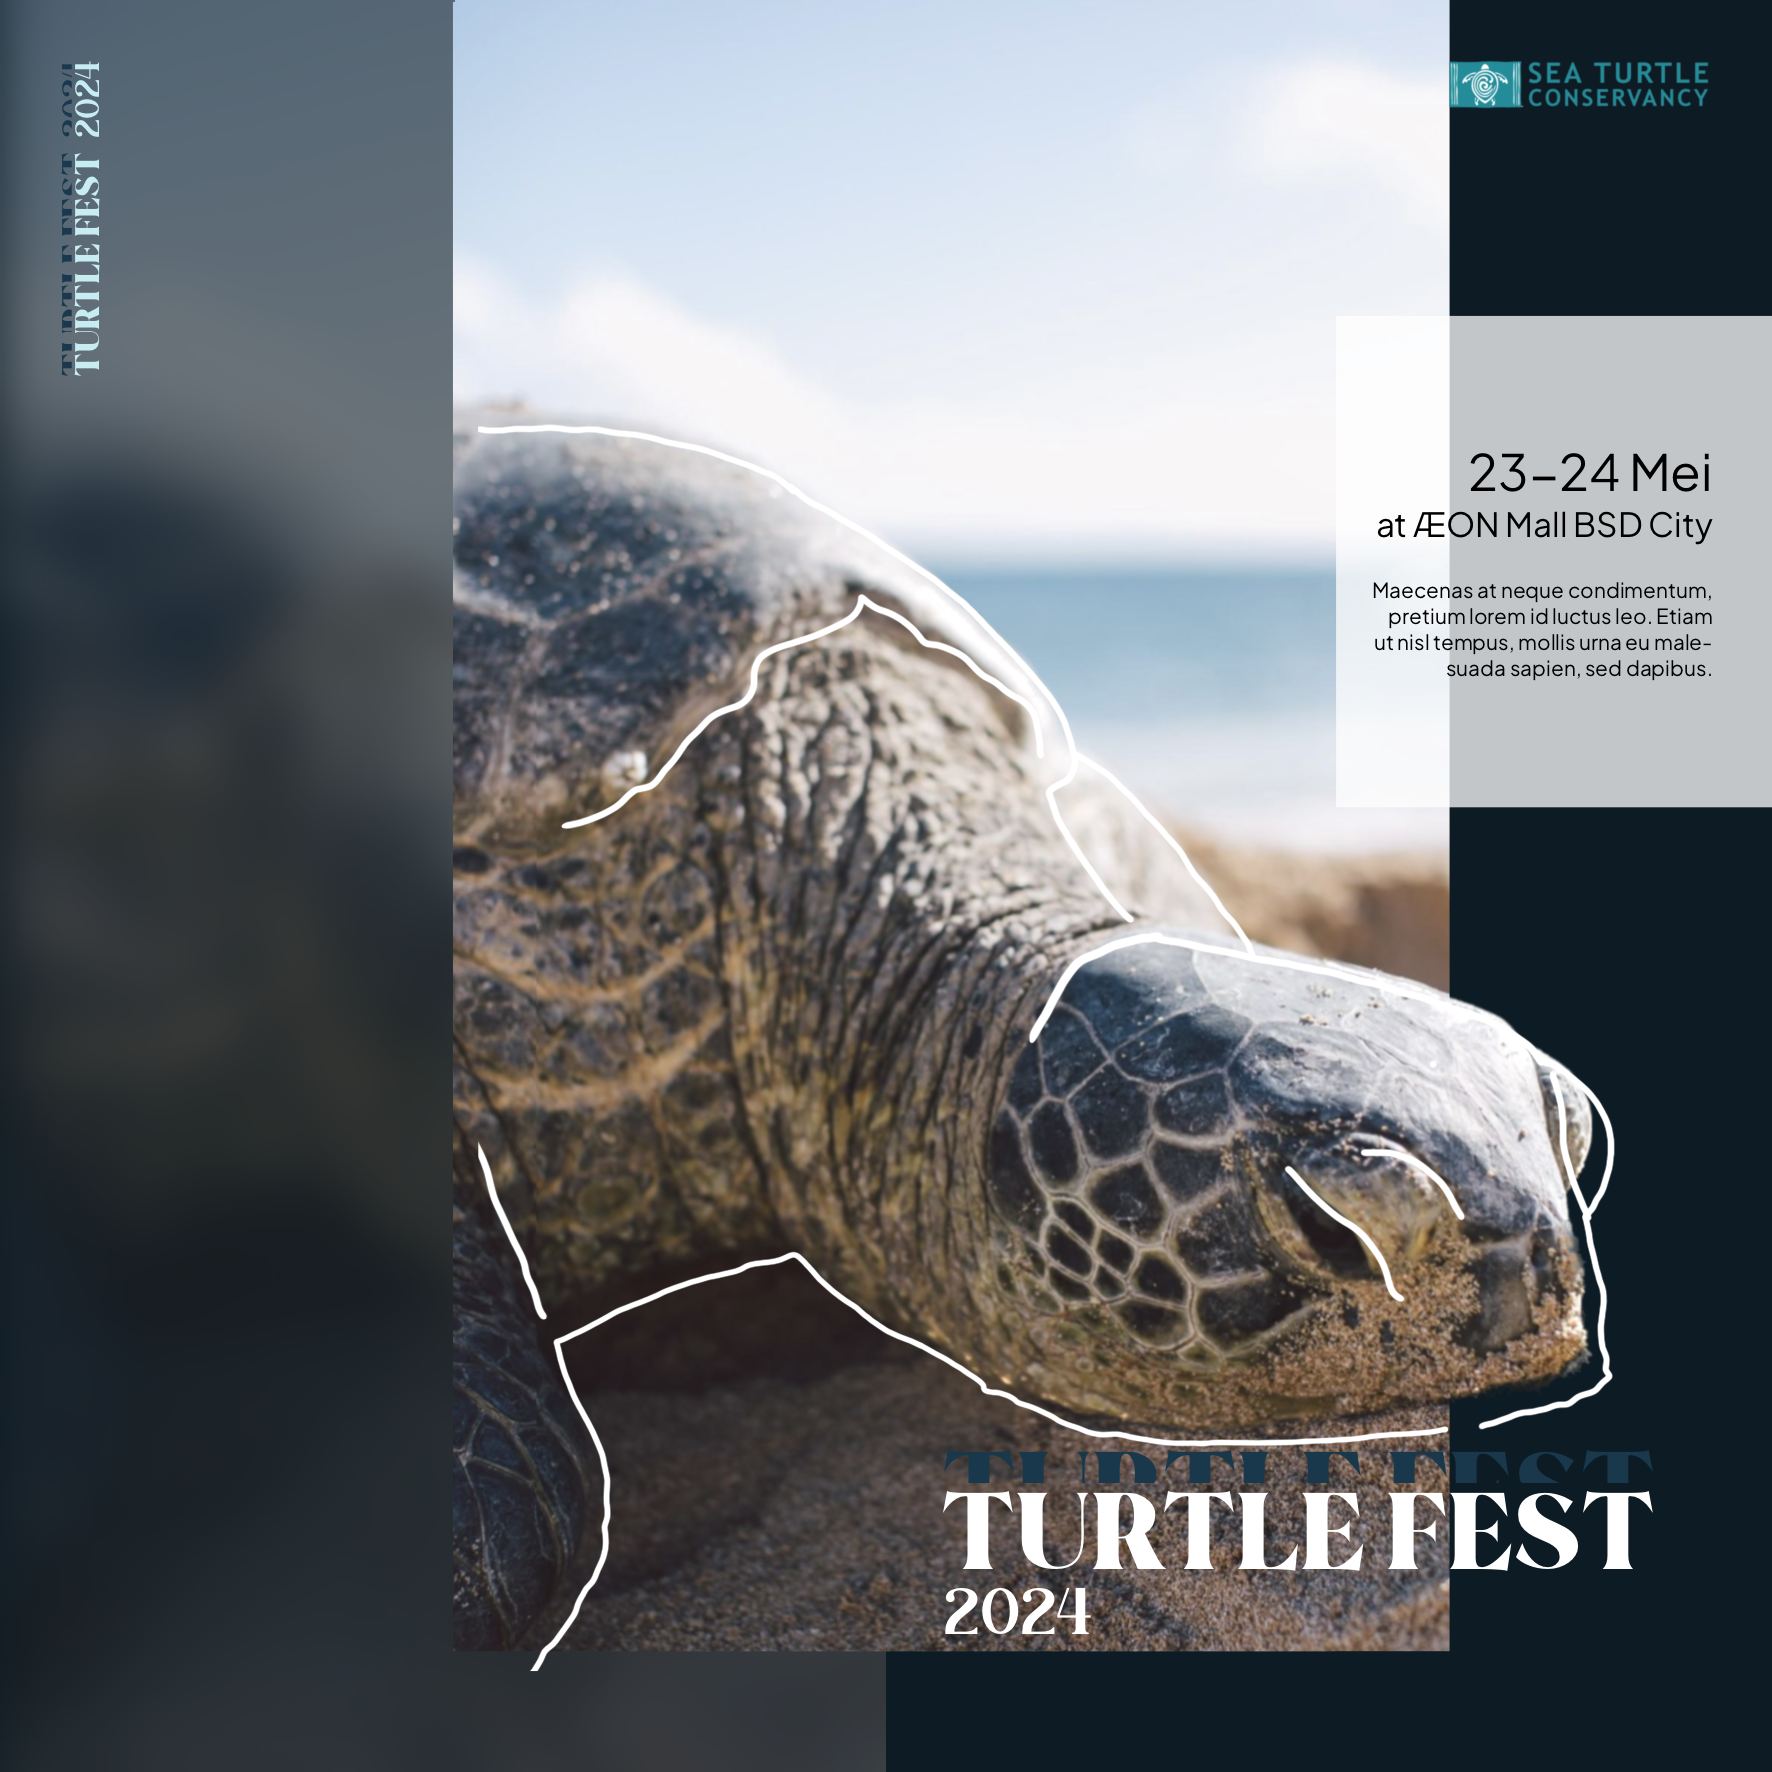 TURTLE FEST 2024
TURTLE FEST 2024
SEA TURTLE
CONSERVANCY
23–24 Mei
at ÆON Mall BSD City
Maecenas at neque condimentum,
pretium lorem id luctus leo. Etiam
ut nisl tempus, mollis urna eu male-
suada sapien, sed dapibus.
TURTLE FEST
TURTLE FEST
2024